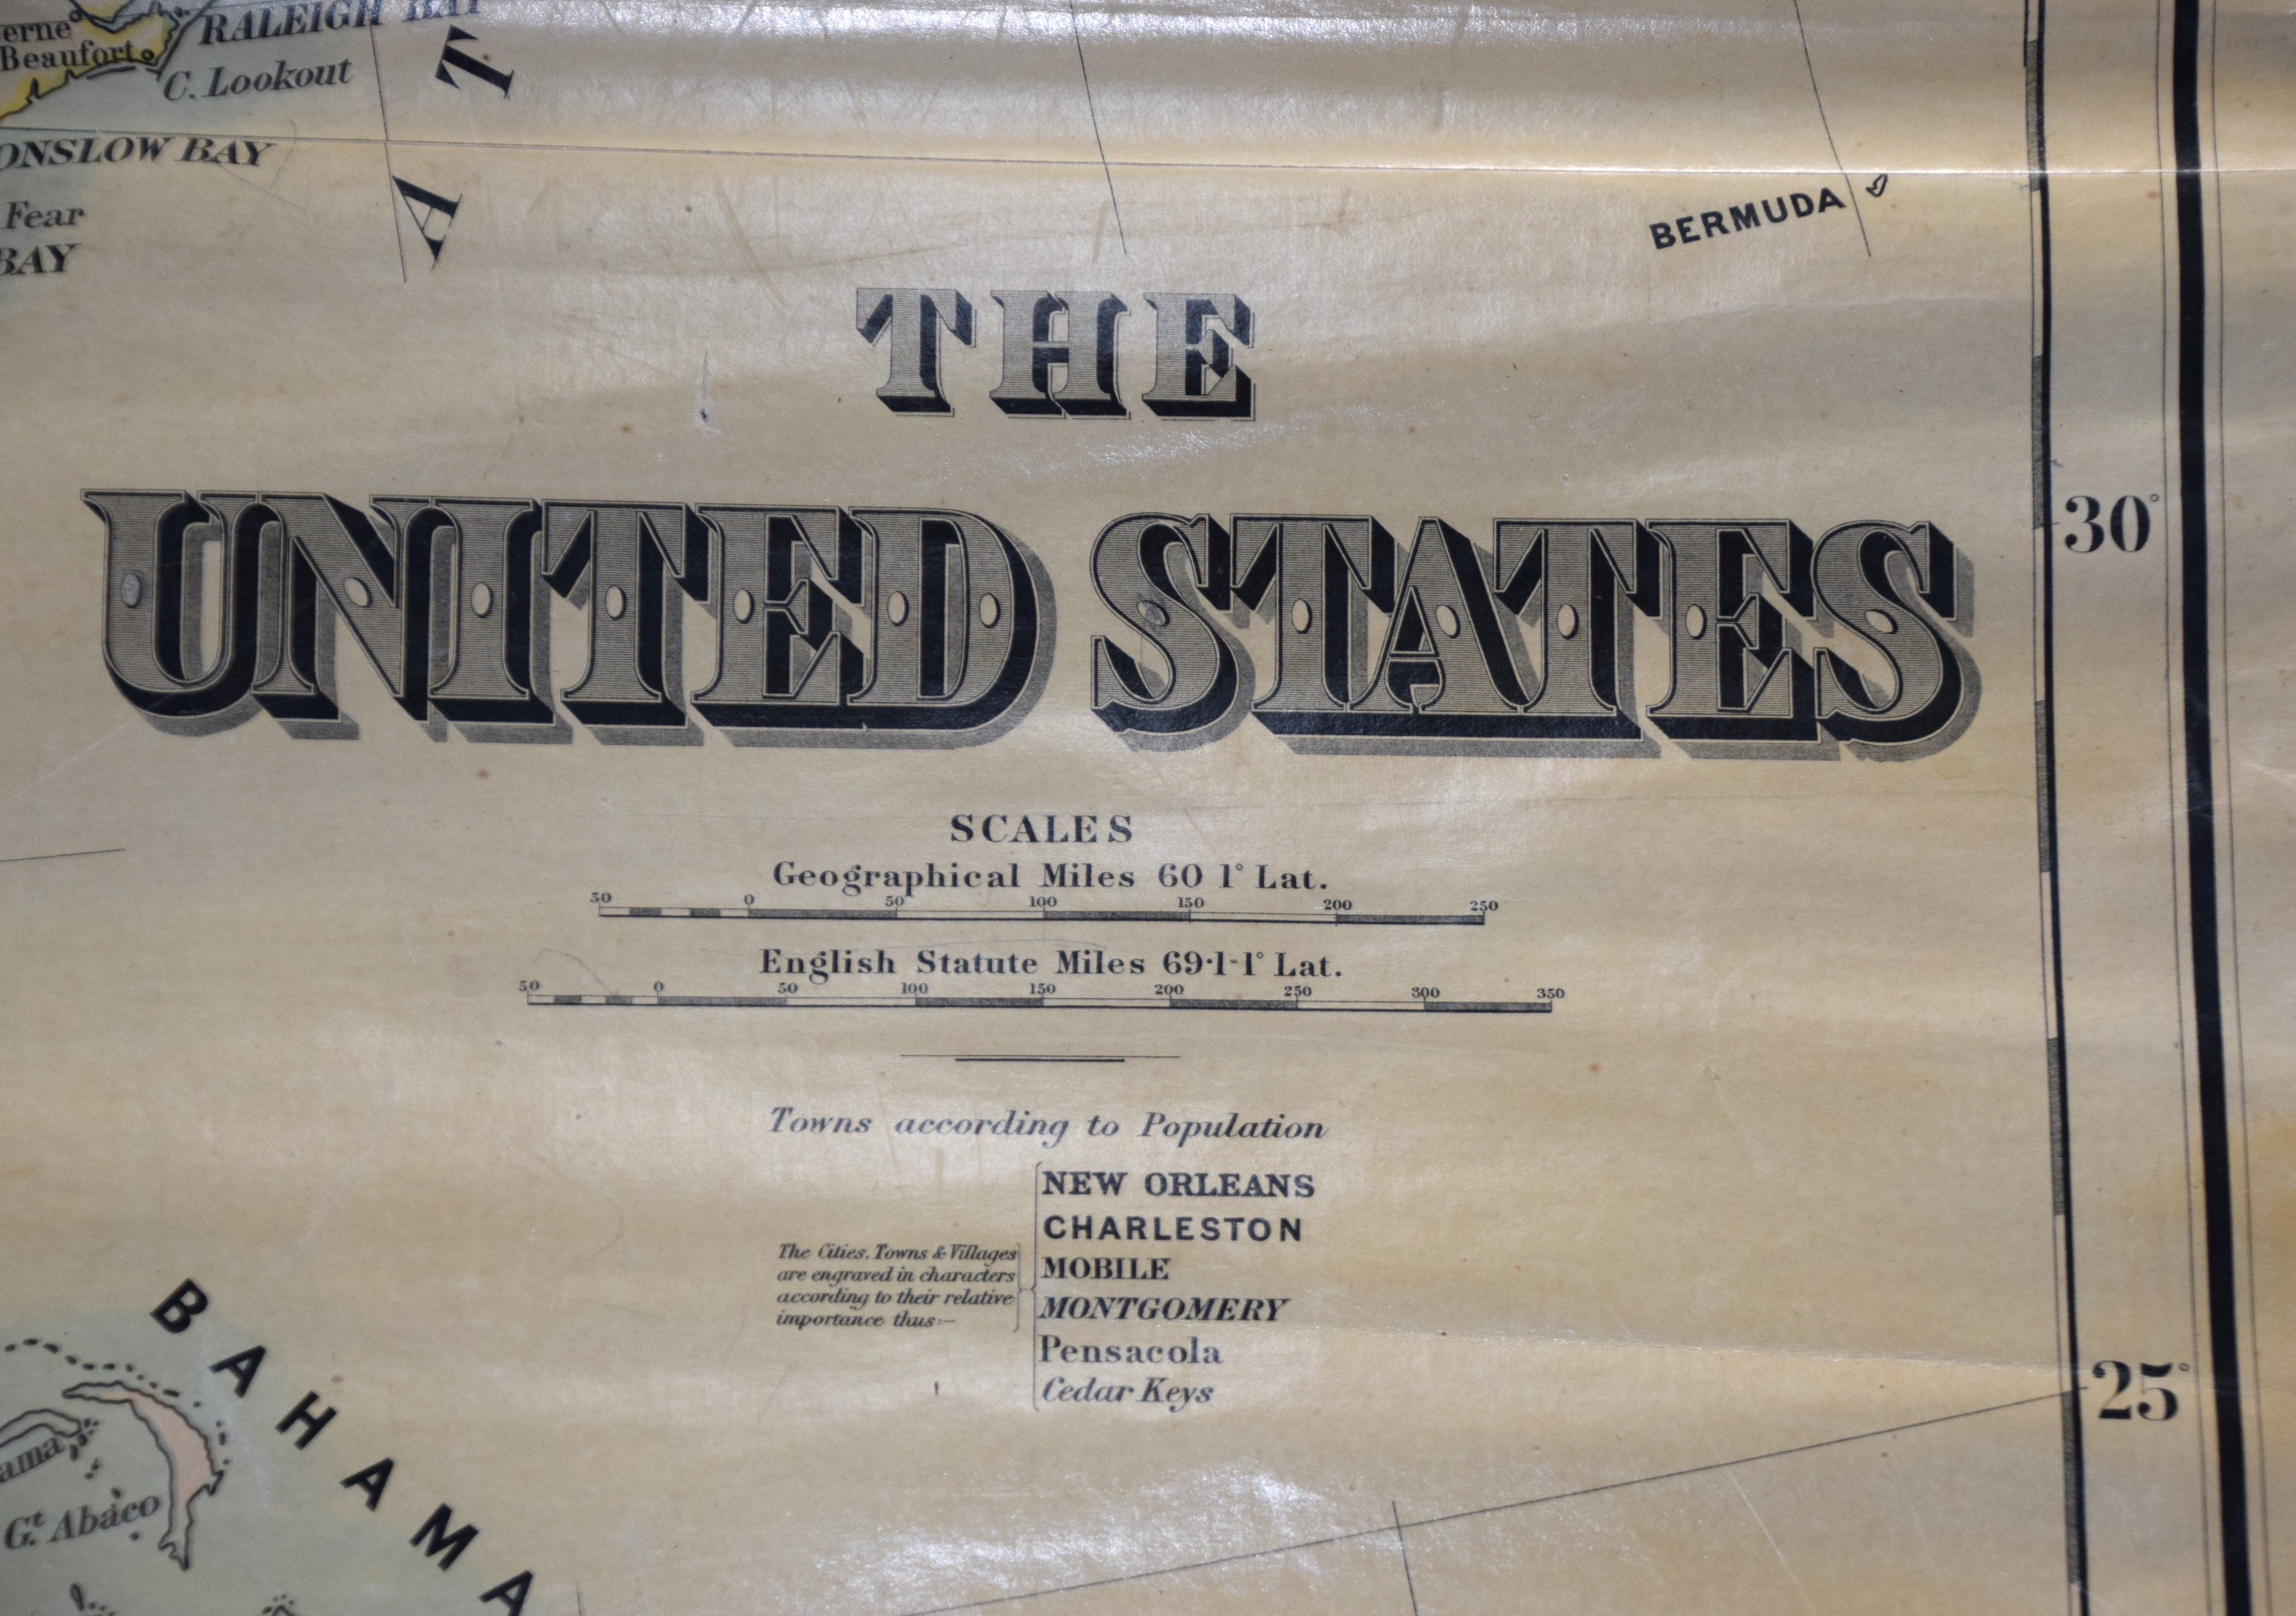 erne
RALEIGH BAY
Beaufort
C. Lookout
A T
ONSLOW BAY
Fear
BAY
BERMUDA
THE
30°
UNITED STATES
SCALES
Geographical Miles 60 1° Lat.
50 0 50 100 150 200 250
English Statute Miles 69·1-1° Lat.
50 0 50 100 150 200 250 300 350
Towns according to Population
NEW ORLEANS
CHARLESTON
The Cities, Towns & Villages
are engraved in characters
according to their relative
importance thus:—
MOBILE
MONTGOMERY
Pensacola
Cedar Keys
25°
BAHAMA
ama
Gt. Abaco